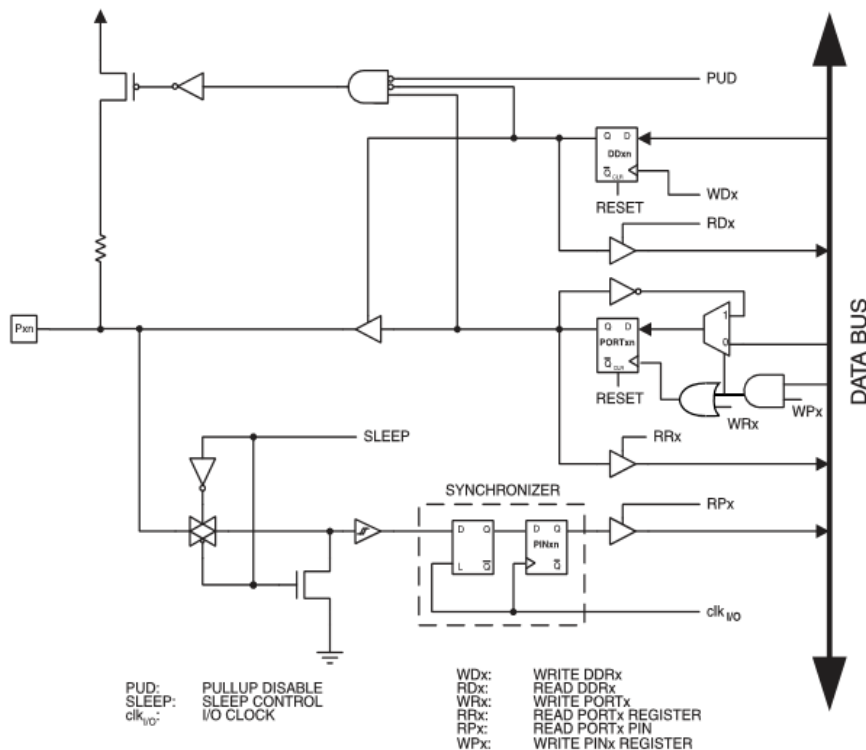 PUD
Q D
DDxn
Q CLR
WDx
RESET
RDx
Pxn
1
Q D
PORTxn
0
Q CLR
RESET
WRx
WPx
DATA BUS
SLEEP
RRx
SYNCHRONIZER
RPx
D Q
D Q
PINxn
L Q
Q
clk I/O
PUD: PULLUP DISABLE
SLEEP: SLEEP CONTROL
clk I/O: I/O CLOCK
WDx: WRITE DDRx
RDx: READ DDRx
WRx: WRITE PORTx
RRx: READ PORTx REGISTER
RPx: READ PORTx PIN
WPx: WRITE PINx REGISTER